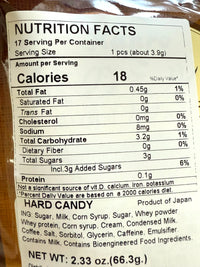 NUTRITION FACTS
17 Serving Per Container
Serving Size 1 pcs (about 3.9g)
Amount per Serving
Calories 18 %Daily Value*
Total Fat 0.45g 1%
Saturated Fat 0g 0%
Trans Fat 0g
Cholesterol 0mg 0%
Sodium 8mg 0%
Total Carbohydrate 3.2g 1%
Dietary Fiber 0g 0%
Total Sugars 3g
Incl.3g Added Sugars 6%
Protein 0.1g
Not a significant source of vit.D, calcium, iron, potassium
*Percent Daily Value are based on a 2000 calories diet.
HARD CANDY Product of Japan
ING: Sugar, Milk, Corn Syrup, Sugar, Whey powder
Whey protein, Corn syrup, Cream, Condensed Milk,
Coffee, Salt, Sorbitol, Glycerin, Caffeine, Emulsifier
Contains Milk, Contains Bioengineered Food Ingredients.
NET WT: 2.33 oz.(66.3g.)